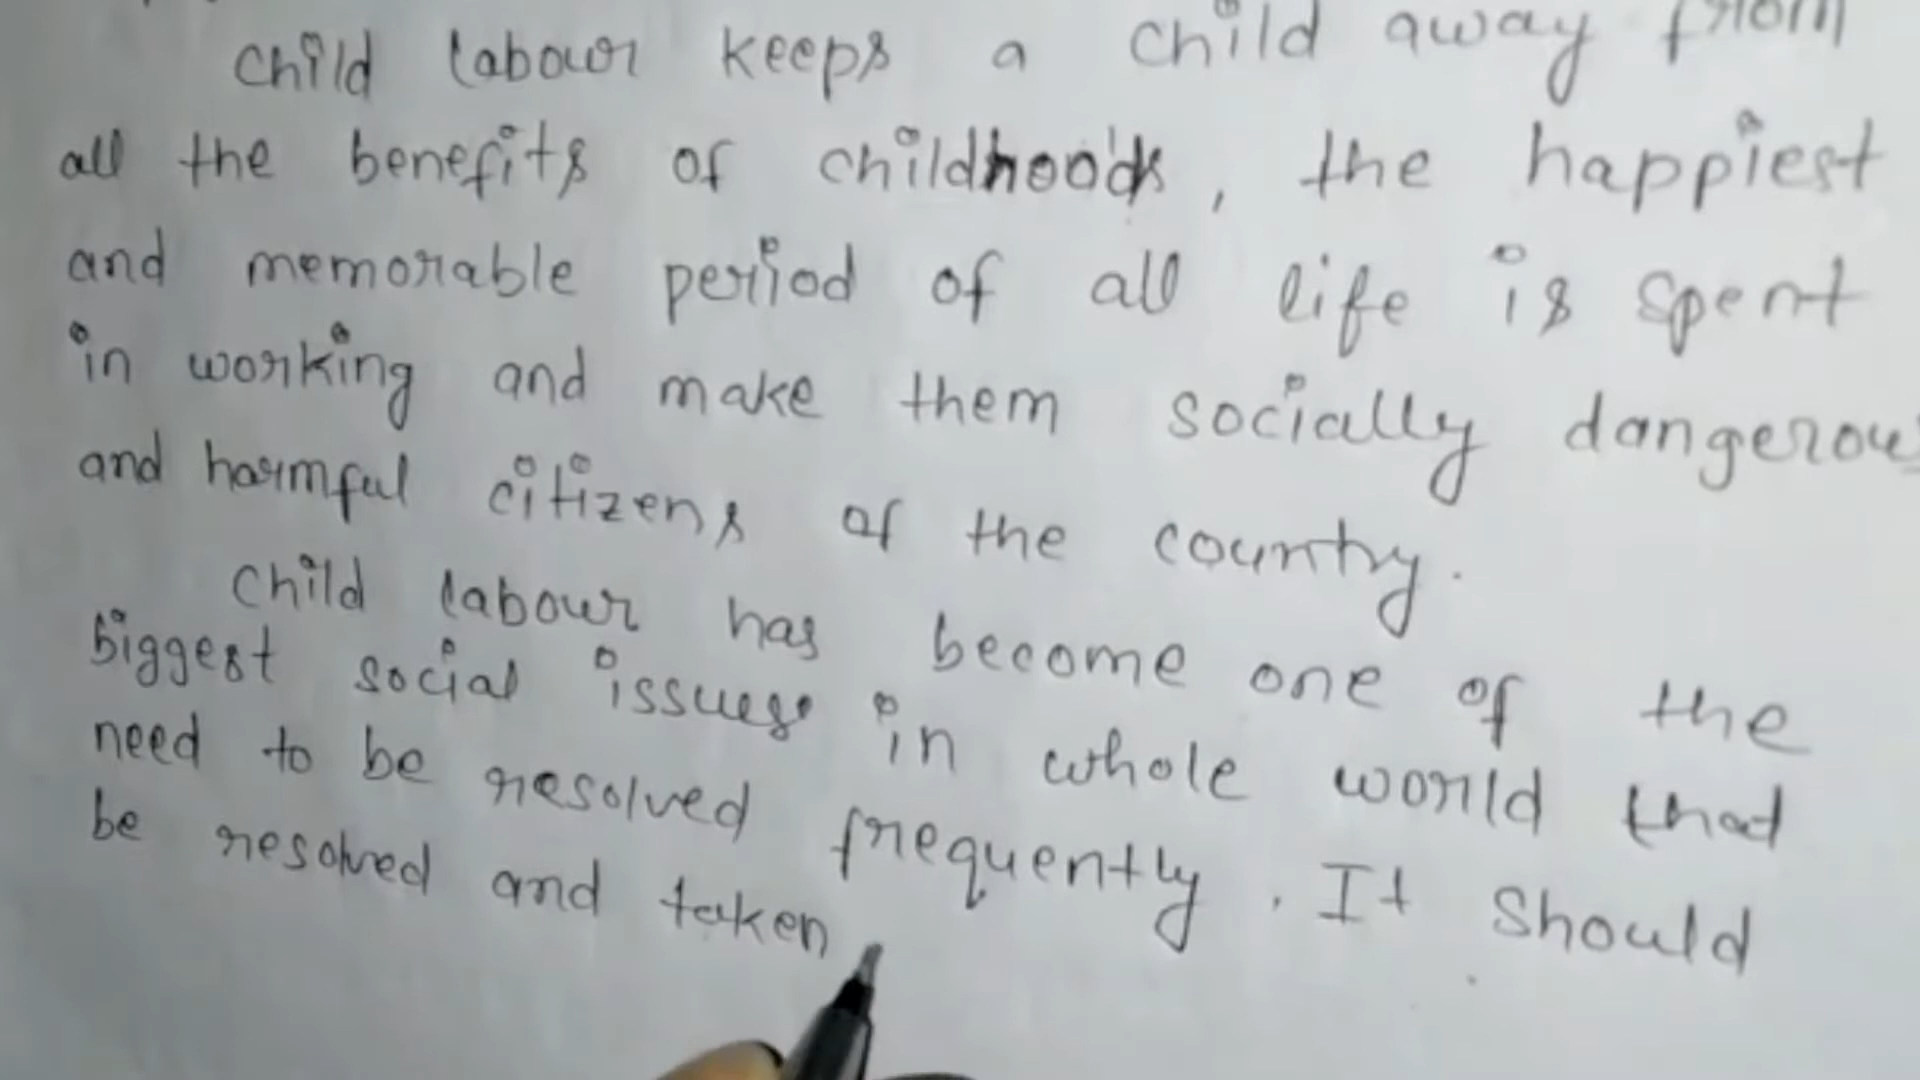 Child labour keeps a child away from
all the benefits of childhoods, the happiest
and memorable period of all life is spent
in working and make them socially dangerous
and harmful citizens of the country.
Child labour has become one of the
biggest social issues in whole world that
need to be resolved frequently. It should
be resolved and taken